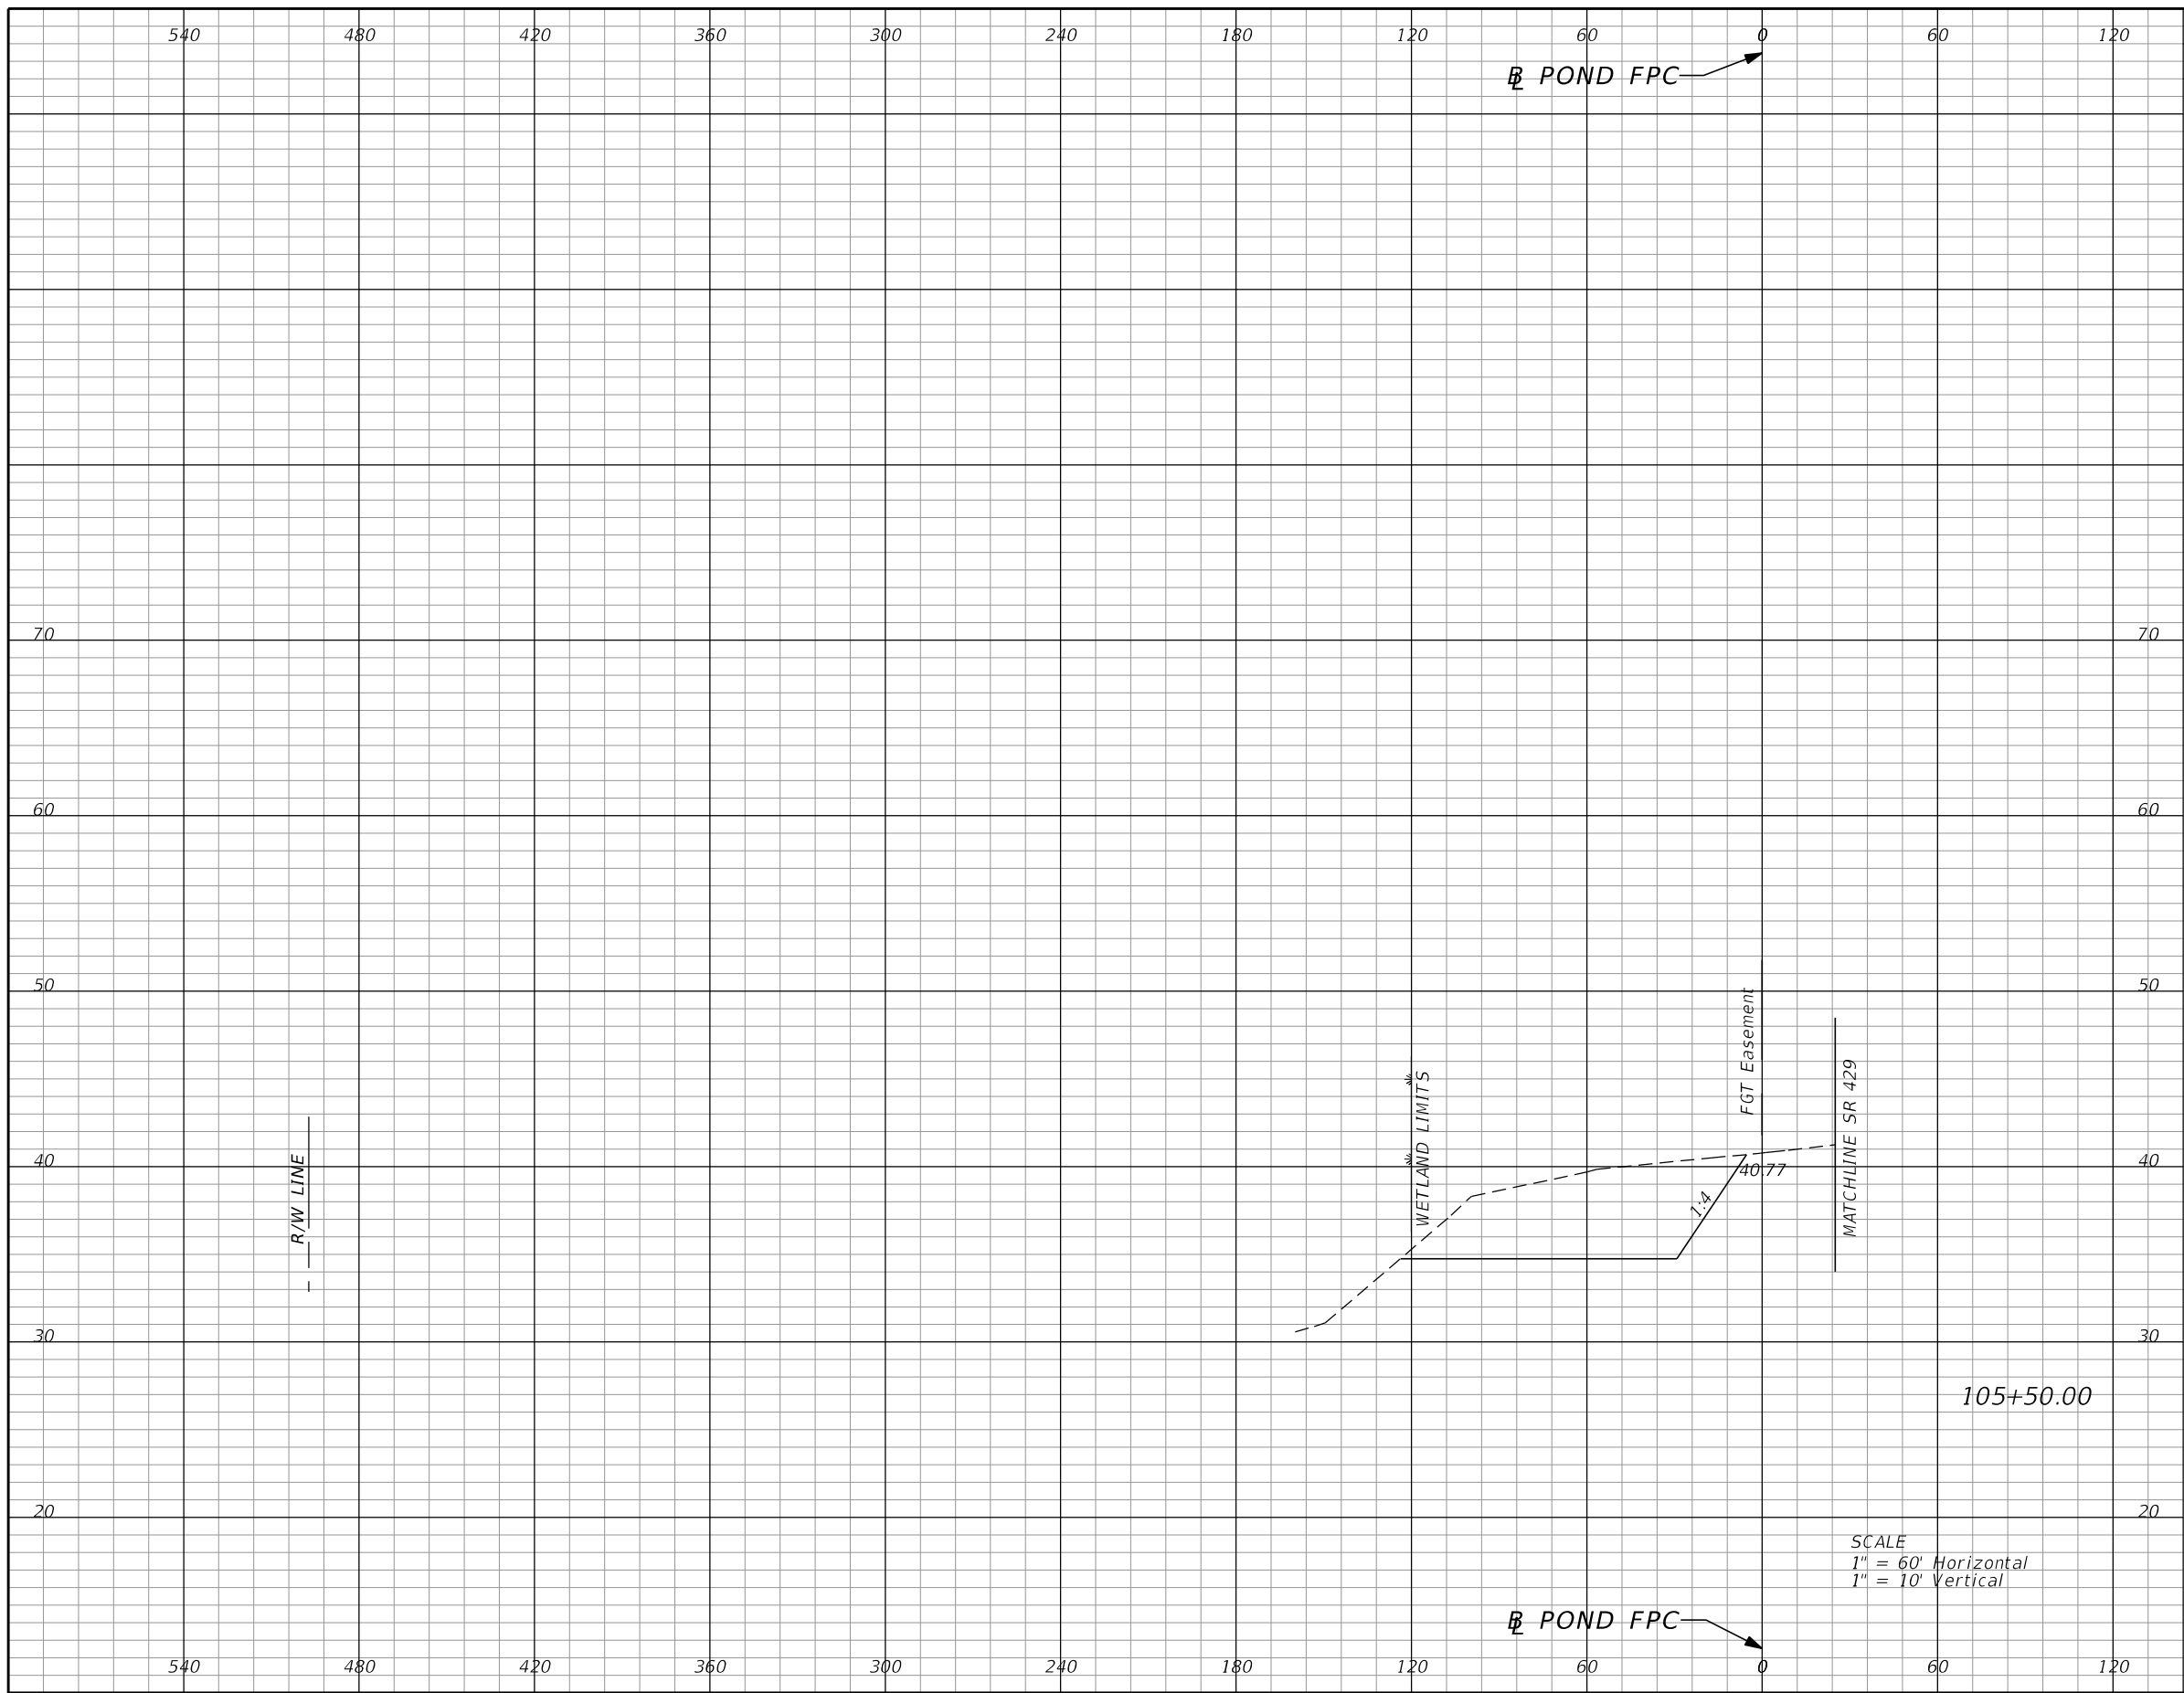 540 480 420 360 300 240 180 120 60 0 60 120
BL POND FPC
70 70
60 60
50 50
FGT Easement
WETLAND LIMITS
MATCHLINE SR 429
R/W LINE
40 40
40.77
1:4
30 30
105+50.00
20 20
SCALE
1" = 60' Horizontal
1" = 10' Vertical
BL POND FPC
540 480 420 360 300 240 180 120 60 0 60 120